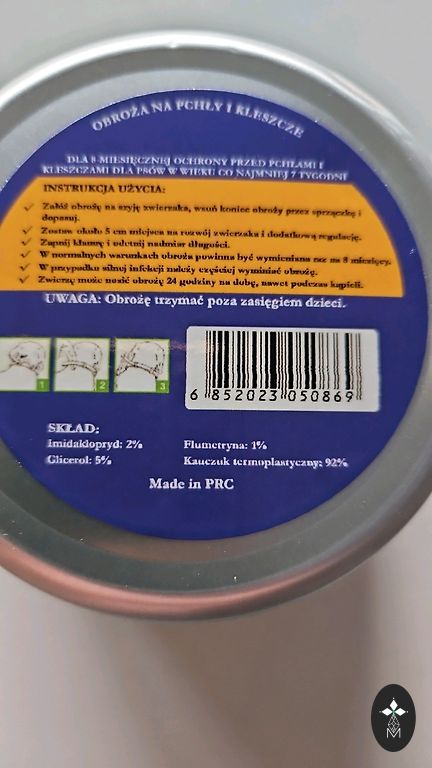 OBROŻA NA PCHŁY I KLESZCZE
DLA 8-MIESIĘCZNEJ OCHRONY PRZED PCHŁAMI I
KLESZCZAMI DLA PSÓW W WIEKU CO NAJMNIEJ 7 TYGODNI
INSTRUKCJA UŻYCIA:
✓ Załóż obrożę na szyję zwierzaka, wsuń koniec obroży przez sprzączkę i
dopasuj.
✓ Zostaw około 5 cm miejsca na rozwój zwierzaka i dodatkową regulację.
✓ Zapnij klamrę i odetnij nadmiar długości.
✓ W normalnych warunkach obroża powinna być wymieniana raz na 8 miesięcy.
✓ W przypadku silnej infekcji należy częściej wymieniać obrożę.
✓ Zwierzę może nosić obrożę 24 godziny na dobę, nawet podczas kąpieli.
UWAGA: Obrożę trzymać poza zasięgiem dzieci.
1 2 3
6 852023 050869
SKŁAD:
Imidaklopryd: 2% Flumetryna: 1%
Glicerol: 5% Kauczuk termoplastyczny: 92%
Made in PRC
M